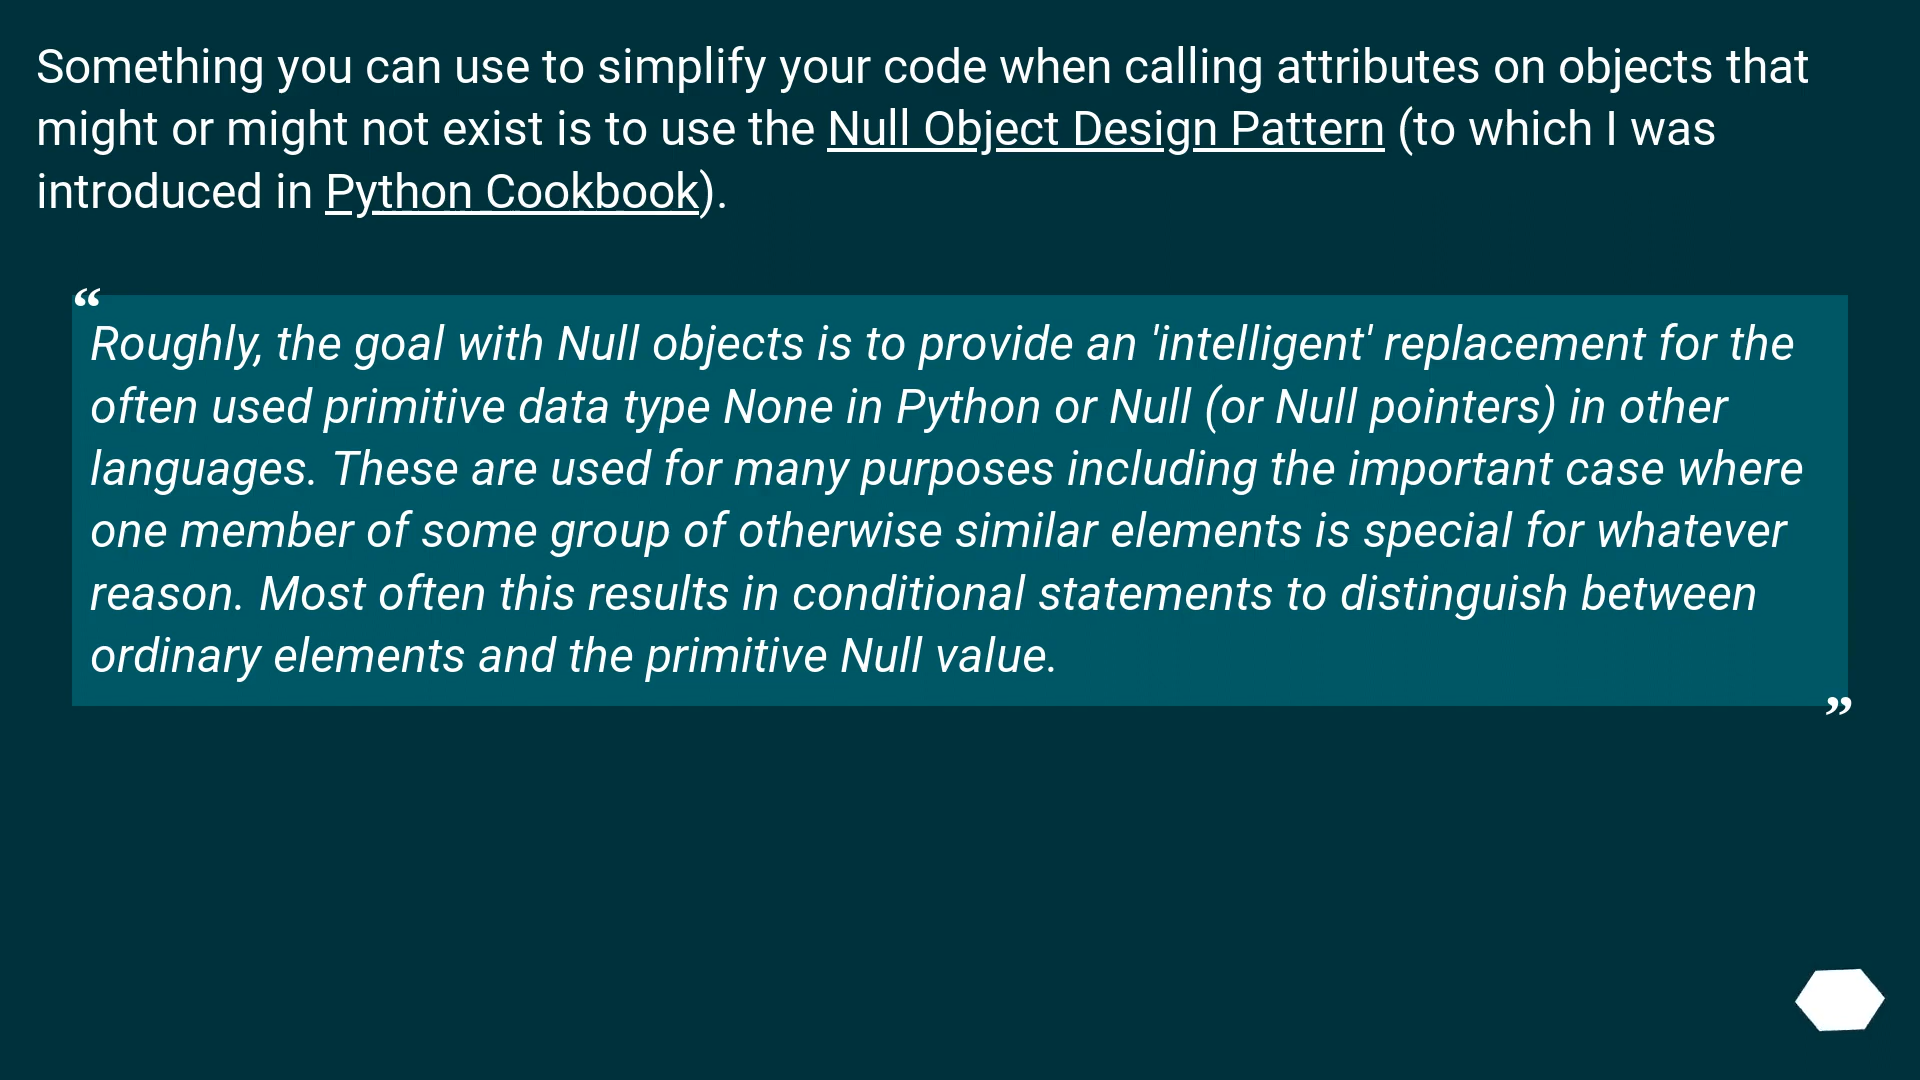 Something you can use to simplify your code when calling attributes on objects that
might or might not exist is to use the Null Object Design Pattern (to which I was
introduced in Python Cookbook).
“
Roughly, the goal with Null objects is to provide an 'intelligent' replacement for the
often used primitive data type None in Python or Null (or Null pointers) in other
languages. These are used for many purposes including the important case where
one member of some group of otherwise similar elements is special for whatever
reason. Most often this results in conditional statements to distinguish between
ordinary elements and the primitive Null value.
”